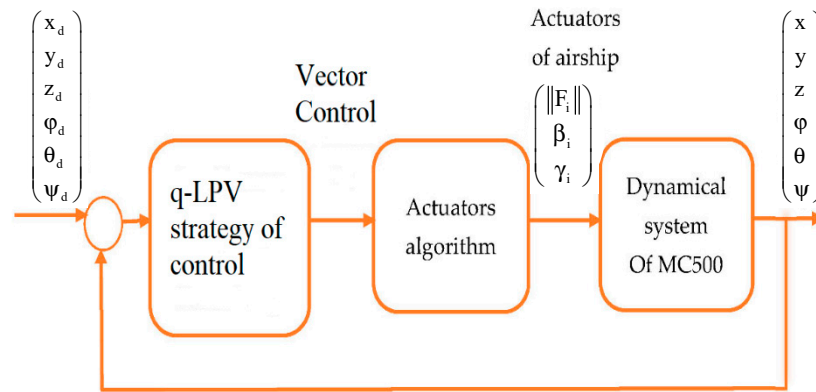 x_d
y_d
z_d
φ_d
θ_d
ψ_d
q-LPV
strategy of
control
Vector
Control
Actuators
algorithm
Actuators
of airship
‖F_i‖
β_i
γ_i
Dynamical
system
Of MC500
x
y
z
φ
θ
ψ